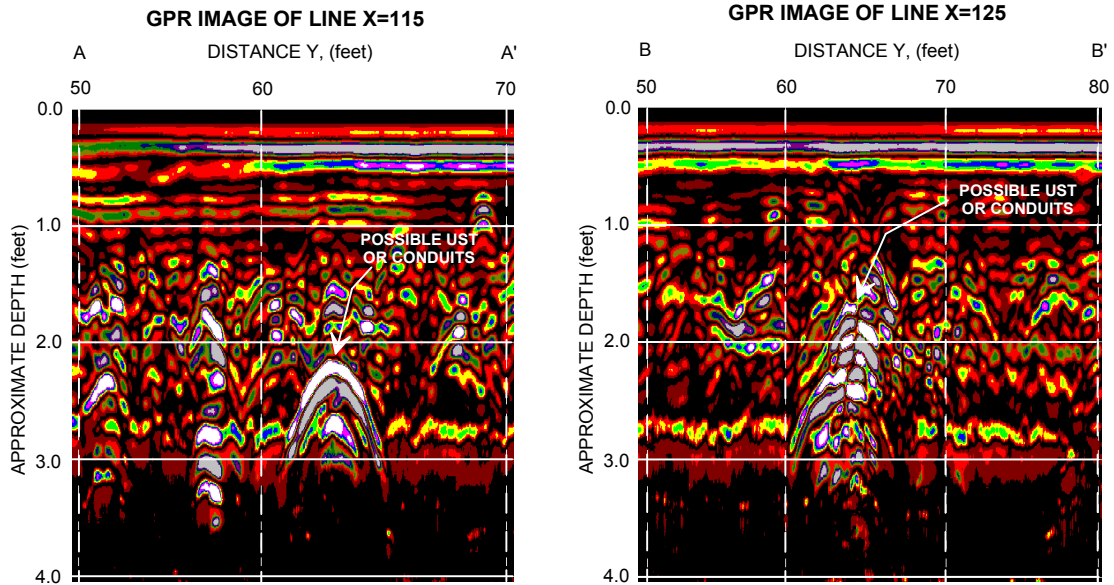 GPR IMAGE OF LINE X=115
A DISTANCE Y, (feet) A'
50 60 70
0.0
1.0
2.0
3.0
4.0
APPROXIMATE DEPTH (feet)
POSSIBLE UST
OR CONDUITS
GPR IMAGE OF LINE X=125
B DISTANCE Y, (feet) B'
50 60 70 80
0.0
1.0
2.0
3.0
4.0
APPROXIMATE DEPTH (feet)
POSSIBLE UST
OR CONDUITS